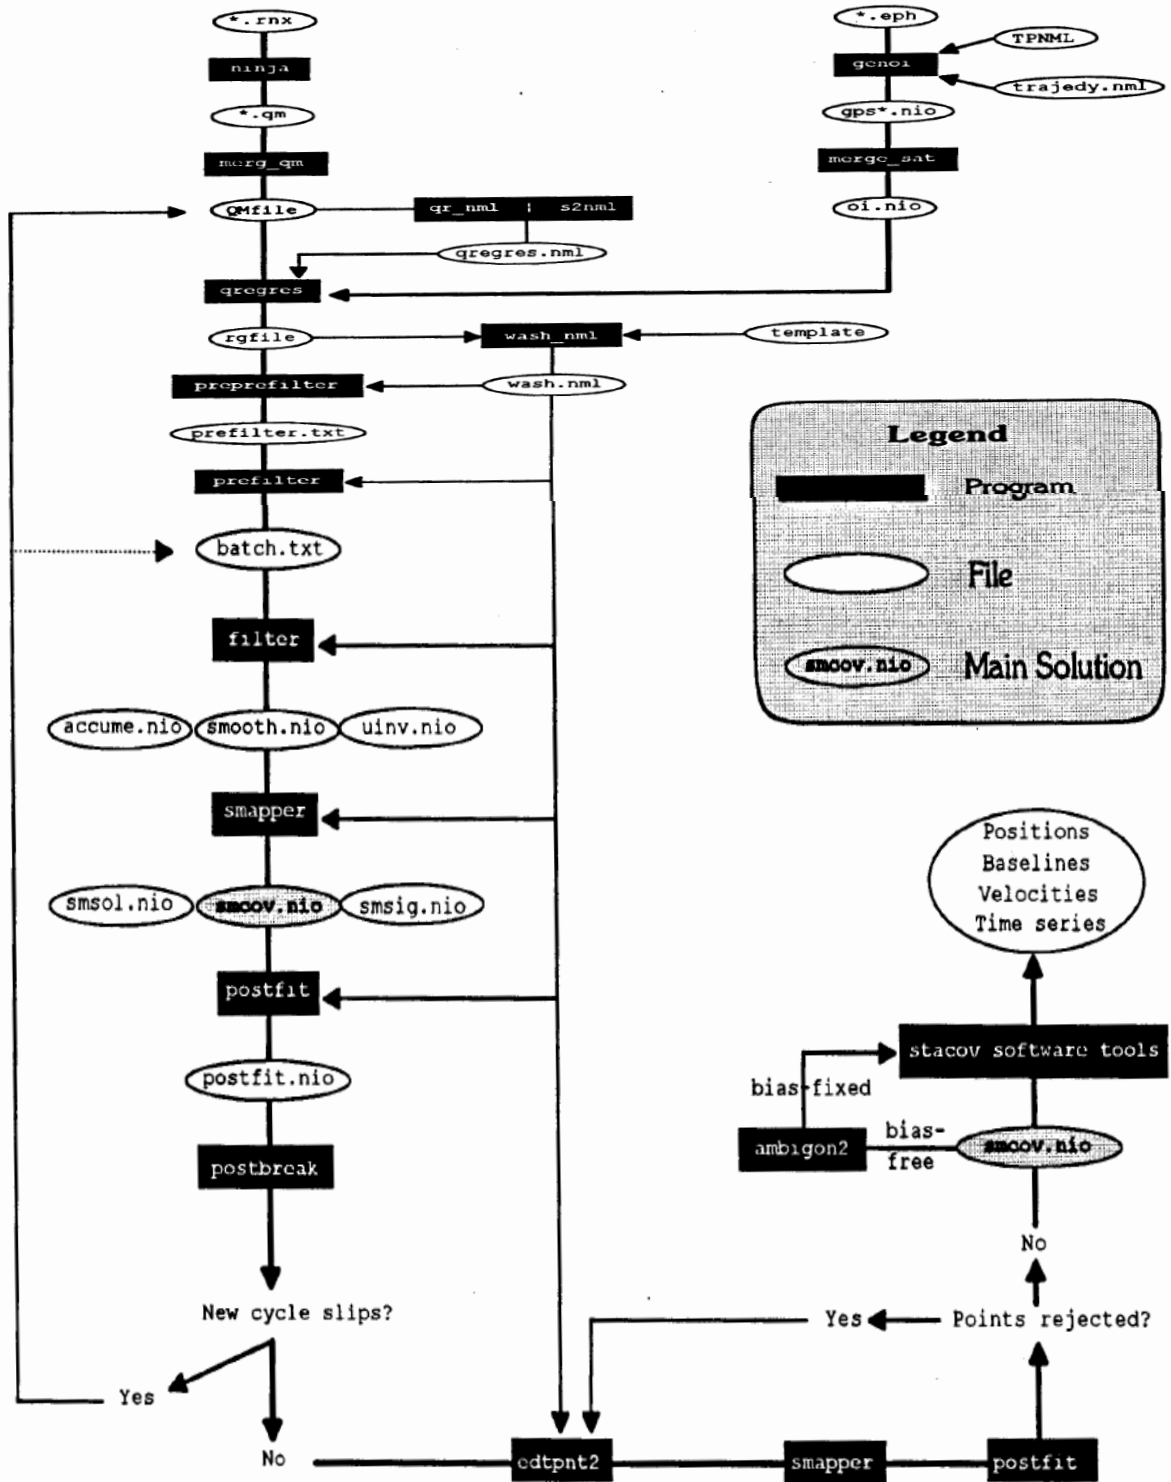 *.rnx
ninja
*.qm
merg_qm
QMfile
qr_nml | s2nml
qregres.nml
qregres
rgfile
wash_nml
template
preprefilter
wash.nml
prefilter.txt
prefilter
batch.txt
filter
accume.nio
smooth.nio
uinv.nio
smapper
smsol.nio
smcov.nio
smsig.nio
postfit
postfit.nio
postbreak
New cycle slips?
Yes
No
*.eph
TPNML
genoi
trajedy.nml
gps*.nio
merge_sat
oi.nio
Legend
Program
File
smcov.nio
Main Solution
Positions
Baselines
Velocities
Time series
stacov software tools
bias-fixed
ambigon2
bias-
free
smcov.nio
No
Yes
Points rejected?
edtpnt2
smapper
postfit